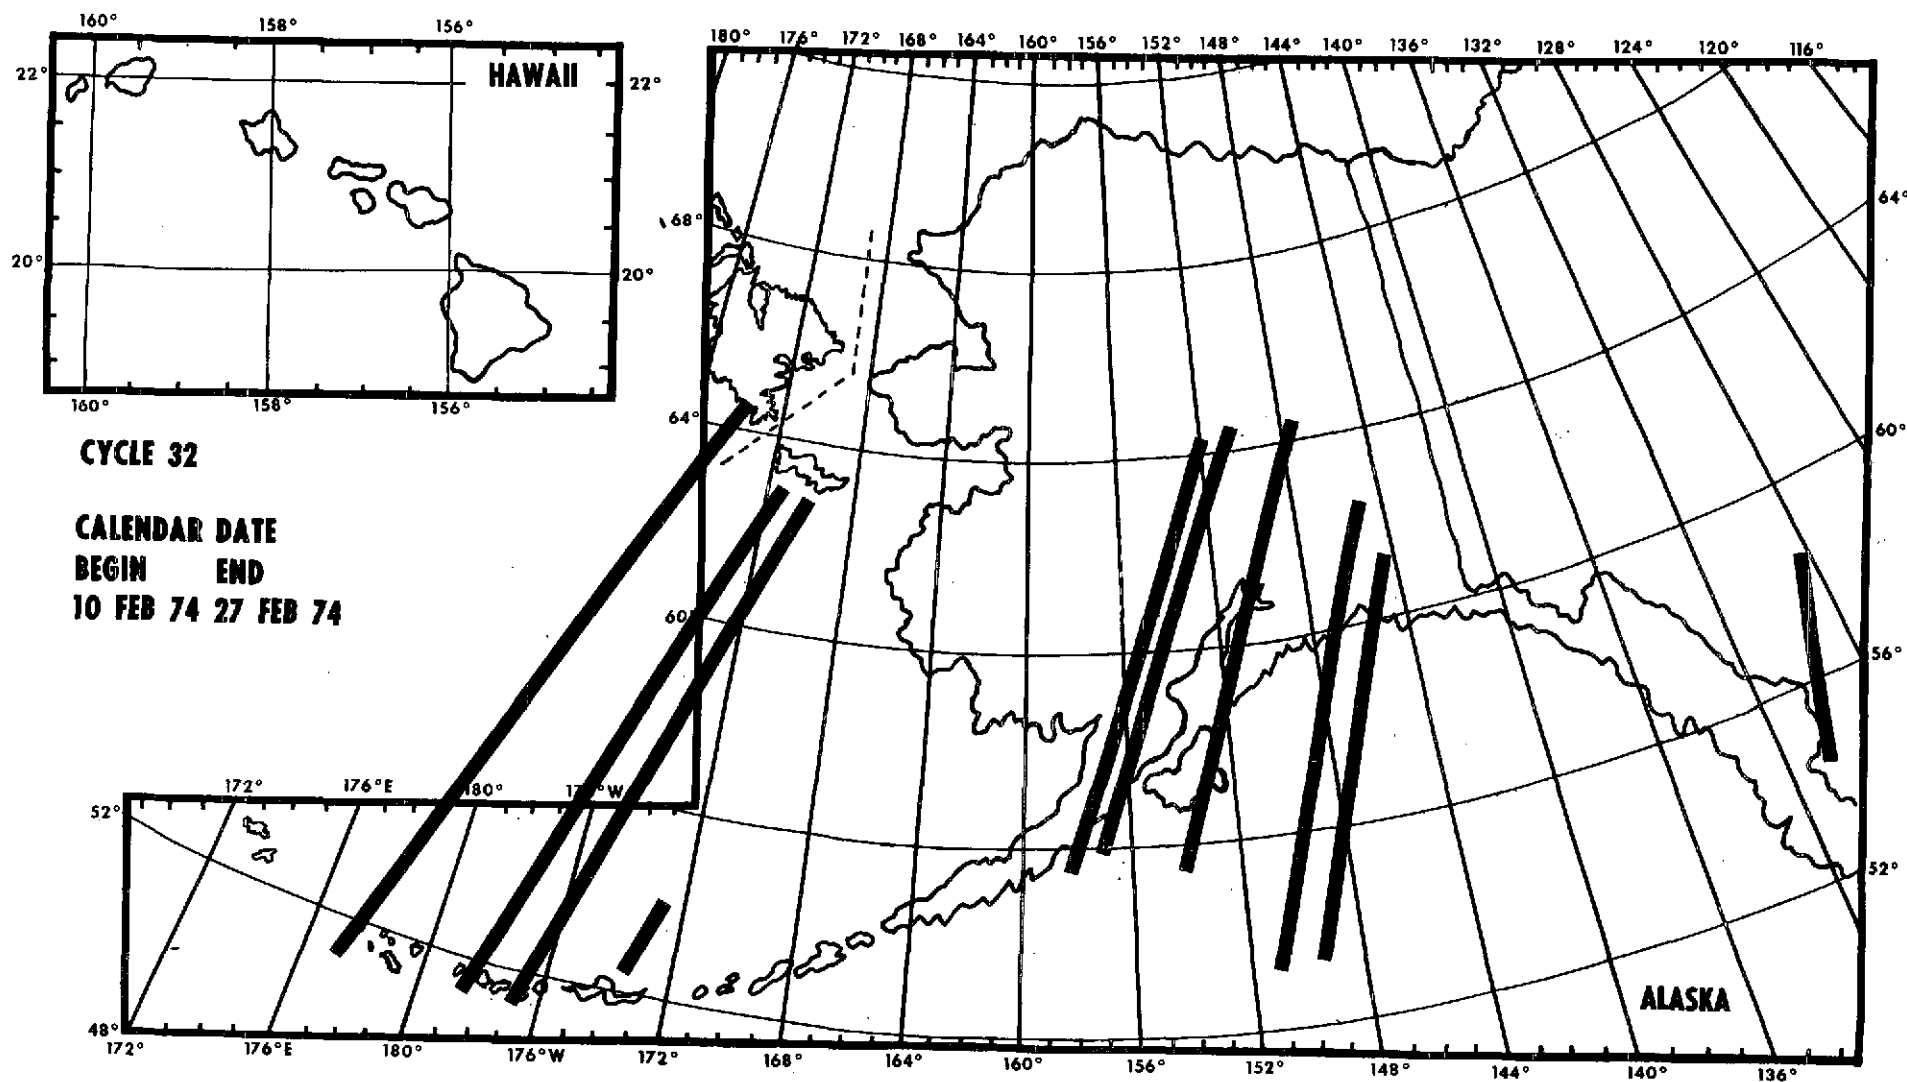 160° 158° 156°
HAWAII
22° 22°
20° 20°
160° 158° 156°
CYCLE 32
CALENDAR DATE
BEGIN END
10 FEB 74 27 FEB 74
180° 176° 172° 168° 164° 160° 156° 152° 148° 144° 140° 136° 132° 128° 124° 120° 116°
68° 64°
64° 60°
60° 56°
172° 176°E 180° W
52° 52°
ALASKA
48°
172° 176°E 180° 176°W 172° 168° 164° 160° 156° 152° 148° 144° 140° 136°